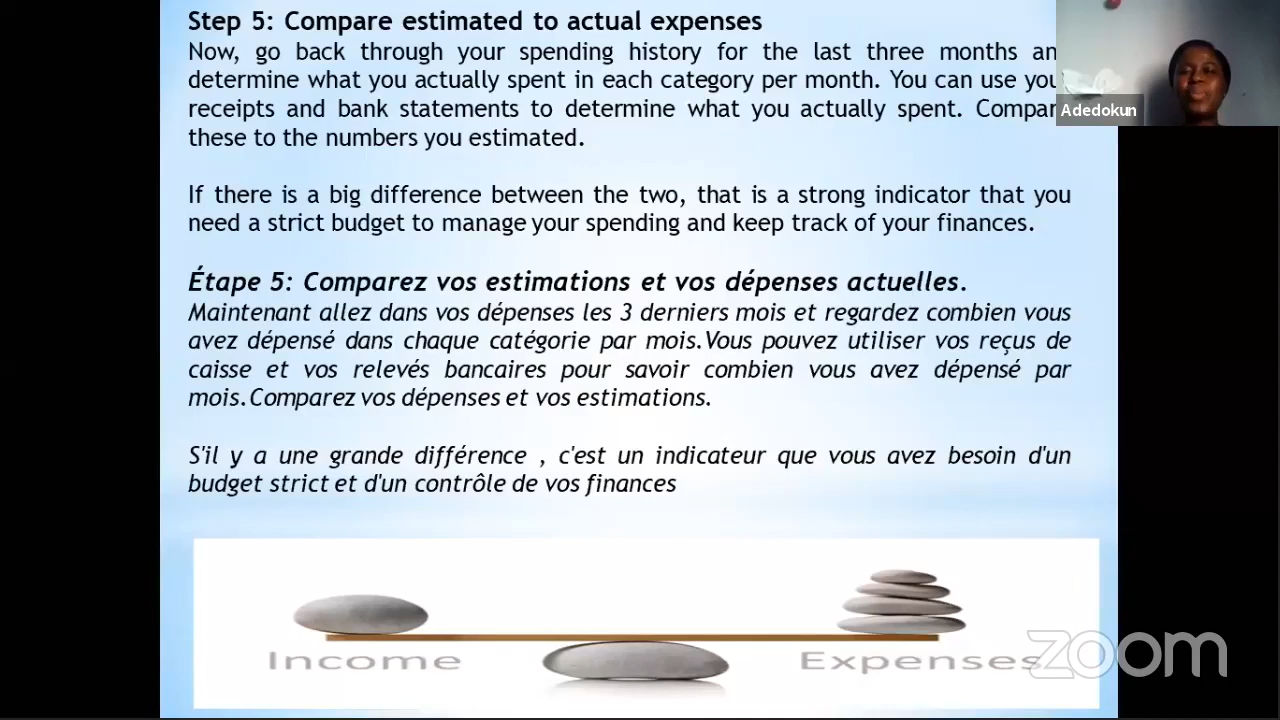 Step 5: Compare estimated to actual expenses
Now, go back through your spending history for the last three months an
determine what you actually spent in each category per month. You can use you
receipts and bank statements to determine what you actually spent. Compar
these to the numbers you estimated.
If there is a big difference between the two, that is a strong indicator that you
need a strict budget to manage your spending and keep track of your finances.
Étape 5: Comparez vos estimations et vos dépenses actuelles.
Maintenant allez dans vos dépenses les 3 derniers mois et regardez combien vous
avez dépensé dans chaque catégorie par mois.Vous pouvez utiliser vos reçus de
caisse et vos relevés bancaires pour savoir combien vous avez dépensé par
mois.Comparez vos dépenses et vos estimations.
S'il y a une grande différence , c'est un indicateur que vous avez besoin d'un
budget strict et d'un contrôle de vos finances
Income
Expenses
Adedokun
zoom